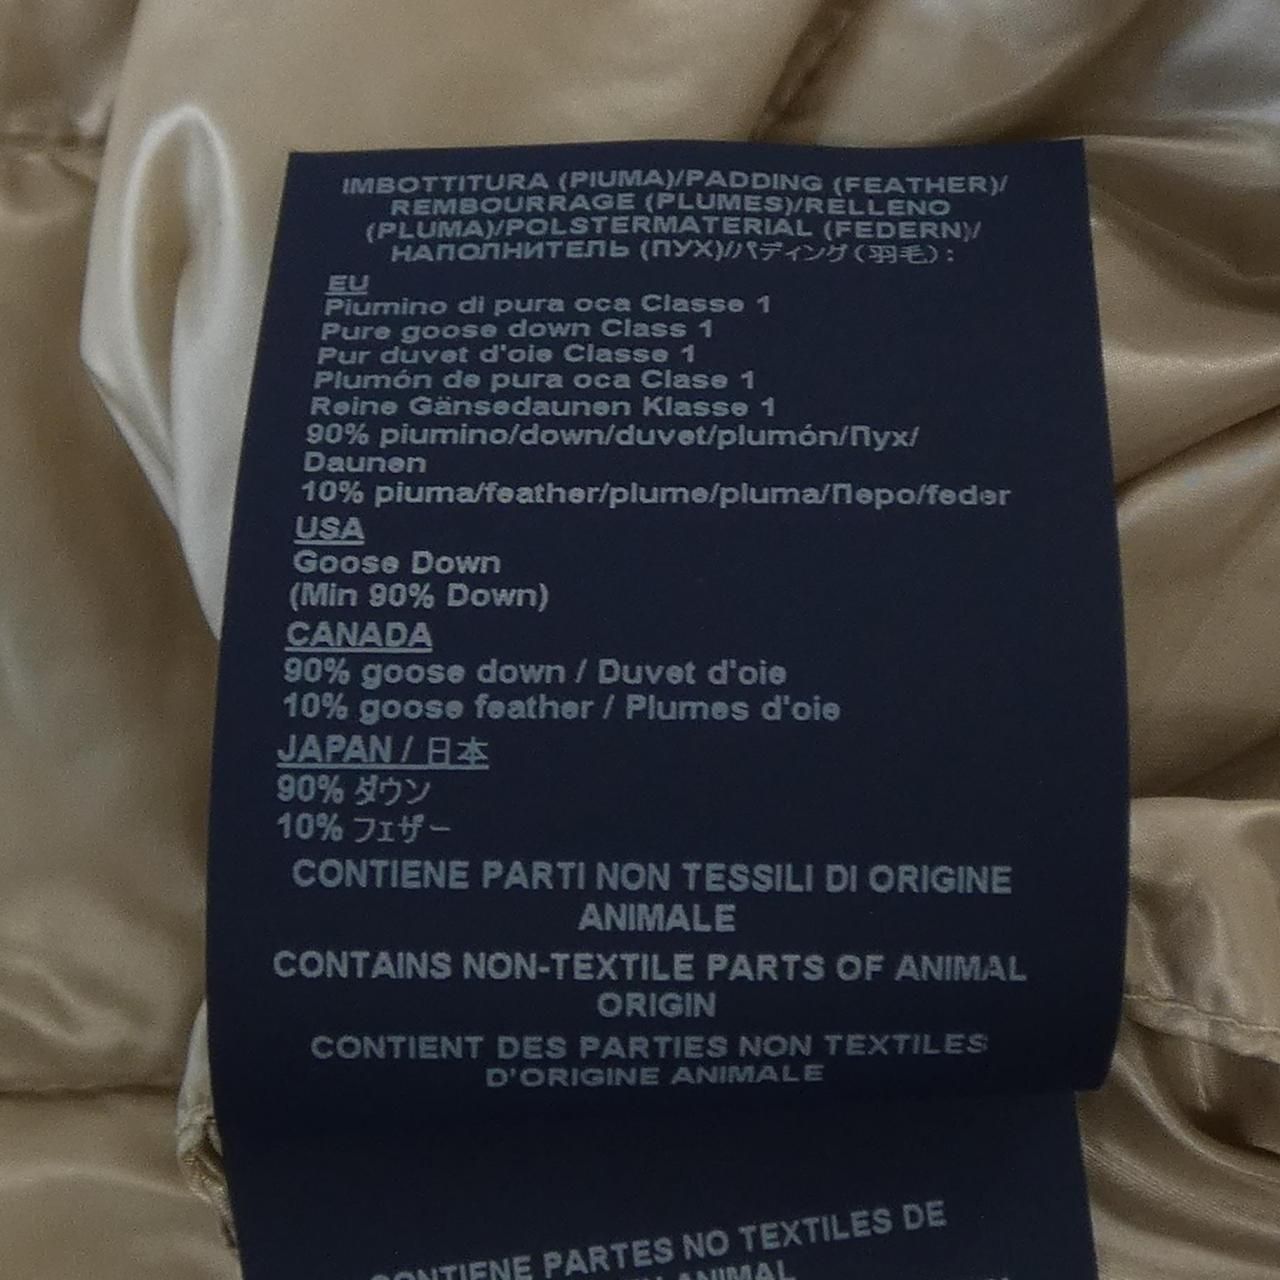 IMBOTTITURA (PIUMA)/PADDING (FEATHER)/
REMBOURRAGE (PLUMES)/RELLENO
(PLUMA)/POLSTERMATERIAL (FEDERN)/
НАПОЛНИТЕЛЬ (ПУХ)//パディング(羽毛):
EU
Piumino di pura oca Classe 1
Pure goose down Class 1
Pur duvet d'oie Classe 1
Plumón de pura oca Clase 1
Reine Gänsedaunen Klasse 1
90% piumino/down/duvet/plumón/Пух/
Daunen
10% piuma/feather/plume/pluma/Перо/feder
USA
Goose Down
(Min 90% Down)
CANADA
90% goose down / Duvet d'oie
10% goose feather / Plumes d'oie
JAPAN / 日本
90% ダウン
10% フェザー
CONTIENE PARTI NON TESSILI DI ORIGINE
ANIMALE
CONTAINS NON-TEXTILE PARTS OF ANIMAL
ORIGIN
CONTIENT DES PARTIES NON TEXTILES
D'ORIGINE ANIMALE
CONTIENE PARTES NO TEXTILES DE
ANIMAL